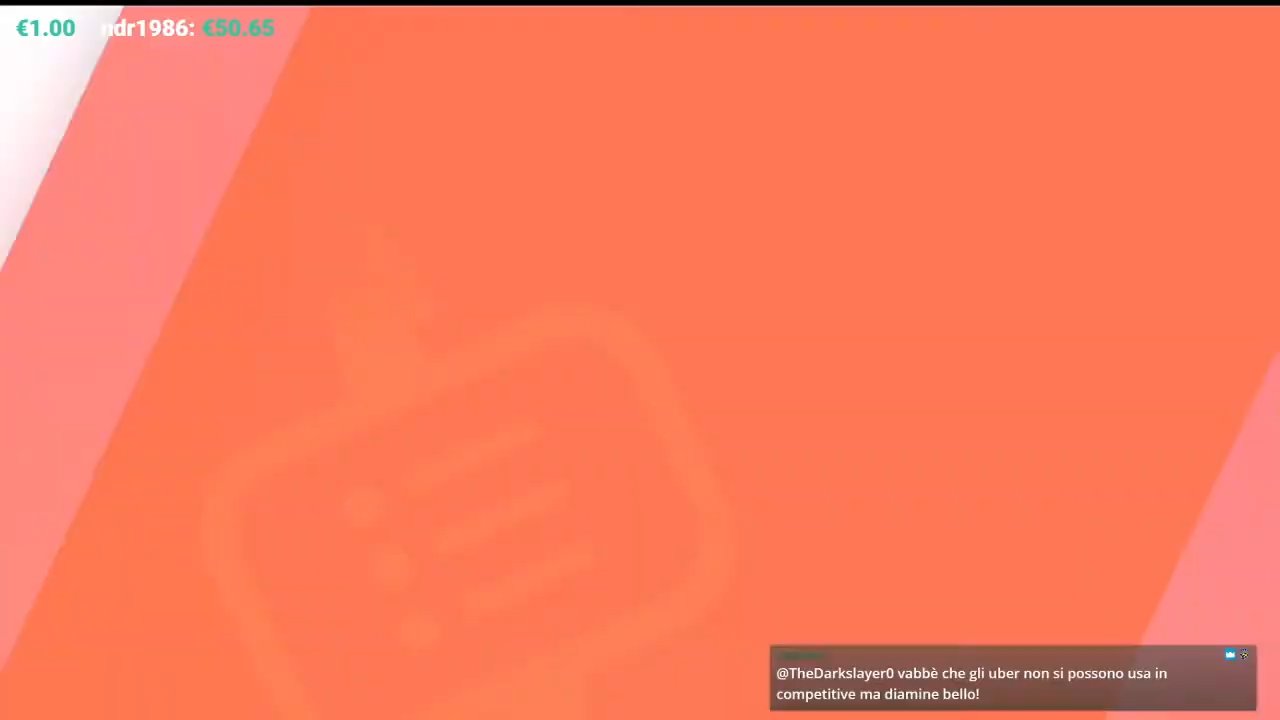 €1.00 ndr1986: €50.65
@TheDarkslayer0 vabbè che gli uber non si possono usa in
competitive ma diamine bello!